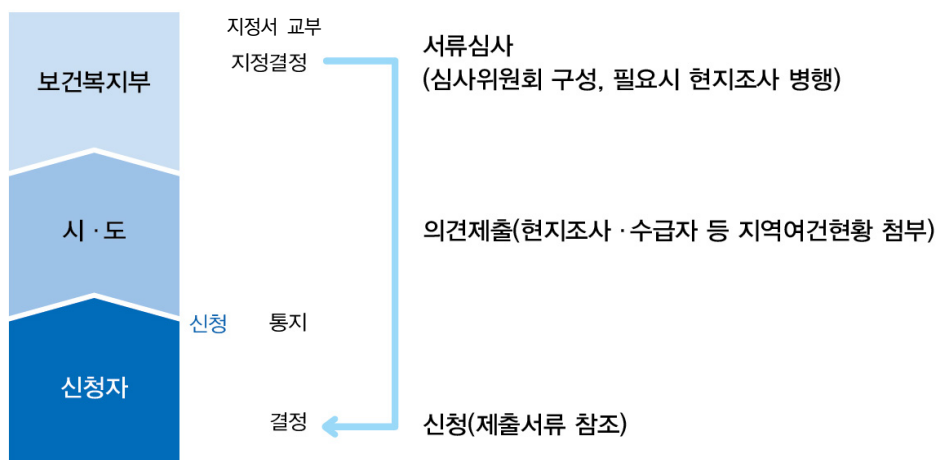 지정서 교부
보건복지부
지정결정
서류심사
(심사위원회 구성, 필요시 현지조사 병행)
시·도
의견제출(현지조사·수급자 등 지역여건현황 첨부)
신청
통지
신청자
결정
신청(제출서류 참조)